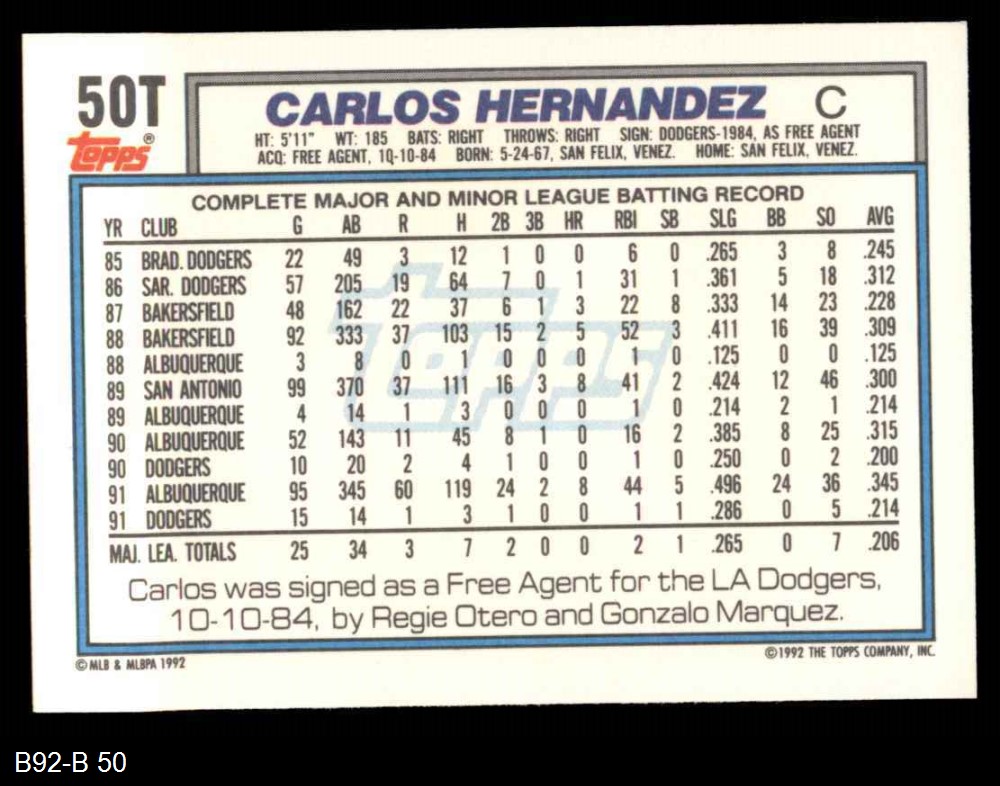 50T
Topps®
CARLOS HERNANDEZ C
HT: 5'11" WT: 185 BATS: RIGHT THROWS: RIGHT SIGN: DODGERS-1984, AS FREE AGENT
ACQ: FREE AGENT, 10-10-84 BORN: 5-24-67, SAN FELIX, VENEZ. HOME: SAN FELIX, VENEZ.
COMPLETE MAJOR AND MINOR LEAGUE BATTING RECORD
YR CLUB G AB R H 2B 3B HR RBI SB SLG BB SO AVG
85 BRAD. DODGERS 22 49 3 12 1 0 0 6 0 .265 3 8 .245
86 SAR. DODGERS 57 205 19 64 7 0 1 31 1 .361 5 18 .312
87 BAKERSFIELD 48 162 22 37 6 1 3 22 8 .333 14 23 .228
88 BAKERSFIELD 92 333 37 103 15 2 5 52 3 .411 16 39 .309
88 ALBUQUERQUE 3 8 0 1 0 0 0 1 0 .125 0 0 .125
89 SAN ANTONIO 99 370 37 111 16 3 8 41 2 .424 12 46 .300
89 ALBUQUERQUE 4 14 1 3 0 0 0 1 0 .214 2 1 .214
90 ALBUQUERQUE 52 143 11 45 8 1 0 16 2 .385 8 25 .315
90 DODGERS 10 20 2 4 1 0 0 1 0 .250 0 2 .200
91 ALBUQUERQUE 95 345 60 119 24 2 8 44 5 .496 24 36 .345
91 DODGERS 15 14 1 3 1 0 0 1 1 .286 0 5 .214
MAJ. LEA. TOTALS 25 34 3 7 2 0 0 2 1 .265 0 7 .206
Topps
Carlos was signed as a Free Agent for the LA Dodgers,
10-10-84, by Regie Otero and Gonzalo Marquez.
©MLB & MLBPA 1992
©1992 THE TOPPS COMPANY, INC.
B92-B 50